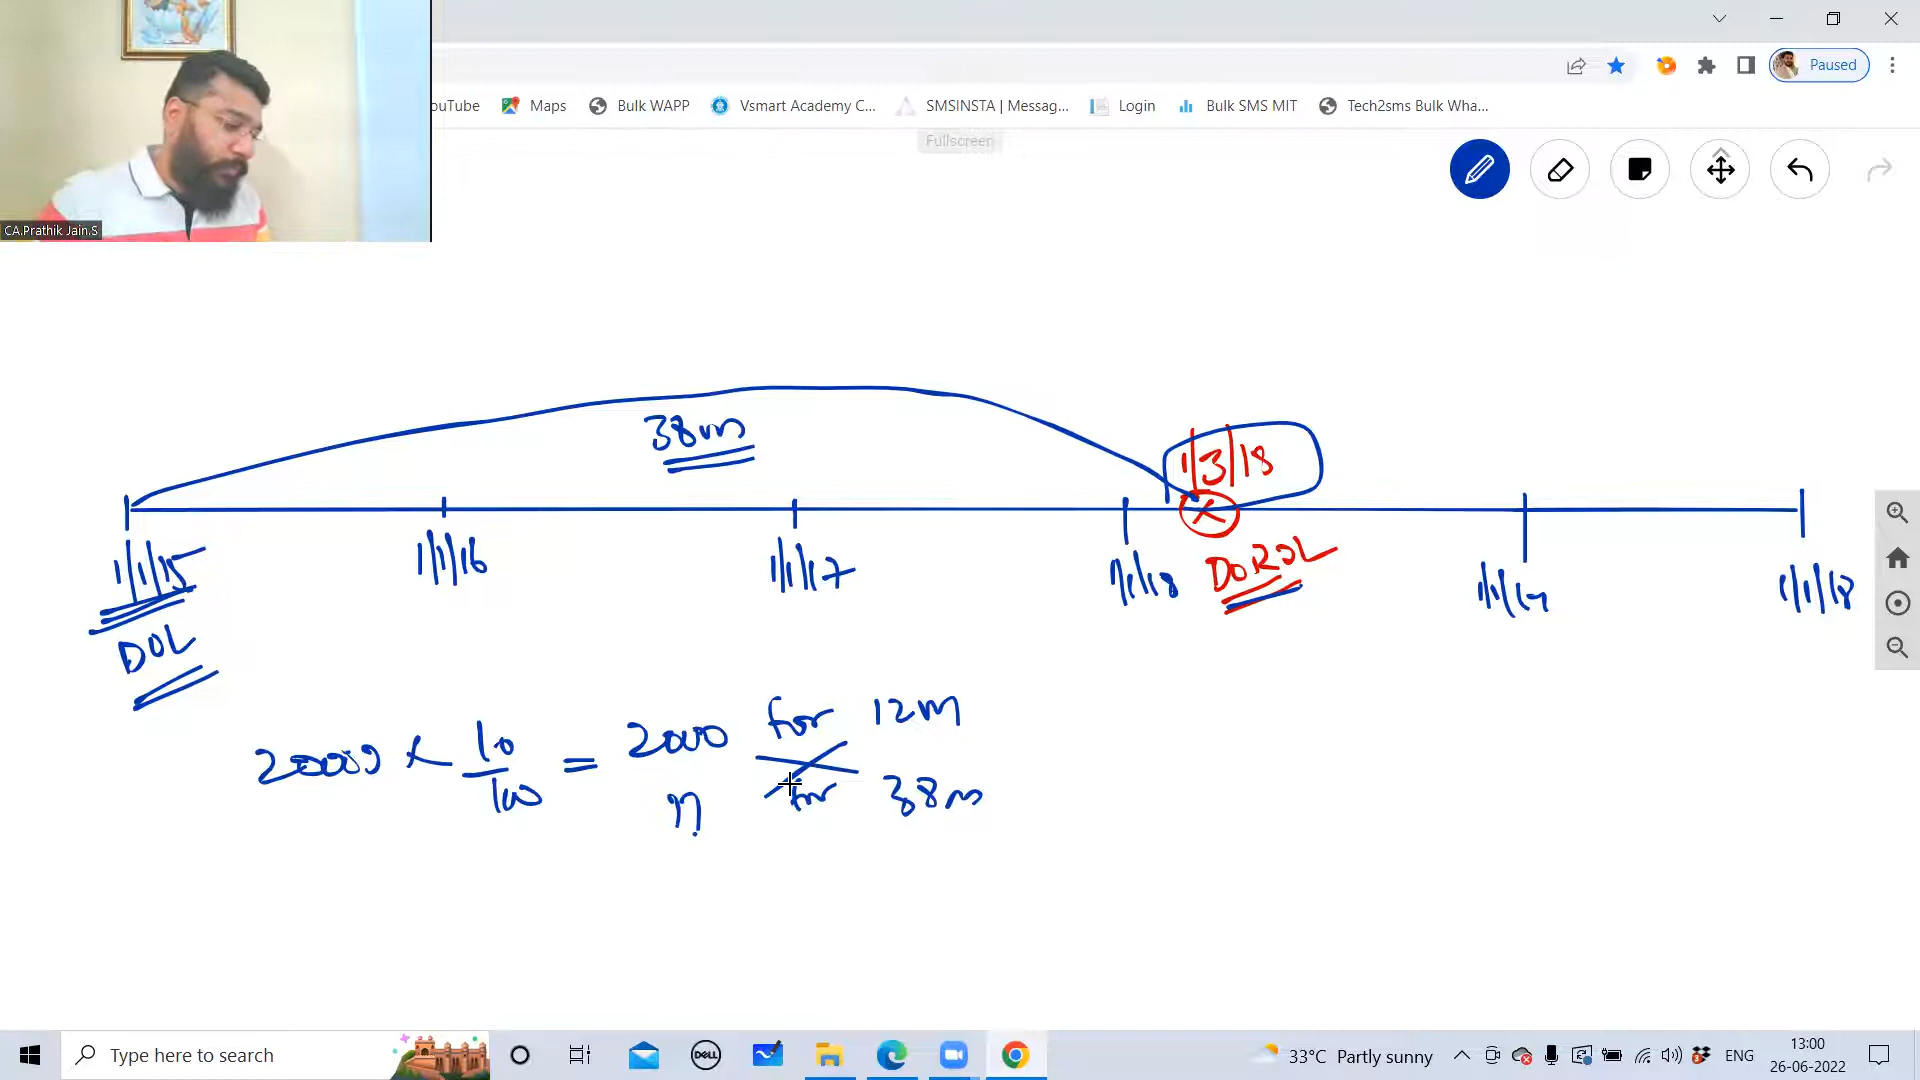 Paused
ouTube Maps Bulk WAPP Vsmart Academy C... SMSINSTA | Messag... Login Bulk SMS MIT Tech2sms Bulk Wha...
Fullscreen
CA.Prathik Jain.S
38m
1/3/18
1/1/15
1/1/16
1/1/17
1/1/18
DOROL
1/1/19
1/1/18
DOL
20000 × 10/100 = 2000 for 12m
?
for 38m
Type here to search
33°C Partly sunny
ENG
13:00
26-06-2022